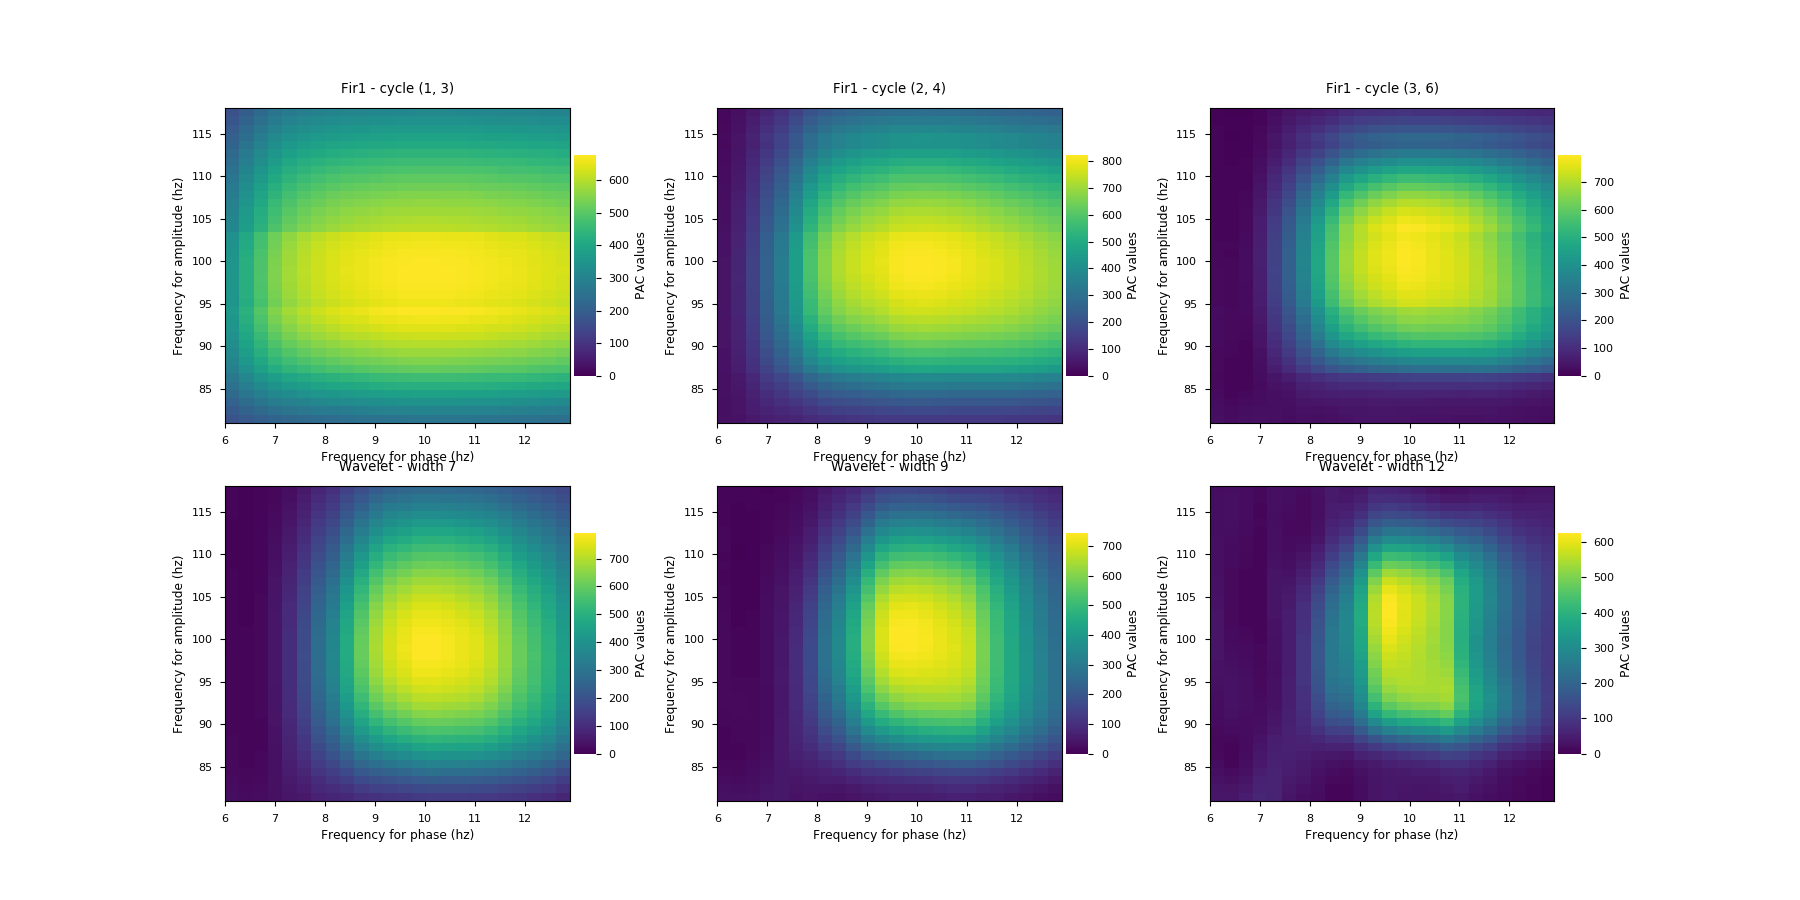 Fir1 - cycle (1, 3)
Frequency for amplitude (hz)
115
110
105
100
95
90
85
6 7 8 9 10 11 12
Frequency for phase (hz)
600
500
400
300
200
100
0
PAC values
Fir1 - cycle (2, 4)
Frequency for amplitude (hz)
115
110
105
100
95
90
85
6 7 8 9 10 11 12
Frequency for phase (hz)
800
700
600
500
400
300
200
100
0
PAC values
Fir1 - cycle (3, 6)
Frequency for amplitude (hz)
115
110
105
100
95
90
85
6 7 8 9 10 11 12
Frequency for phase (hz)
700
600
500
400
300
200
100
0
PAC values
Wavelet - width 7
Frequency for amplitude (hz)
115
110
105
100
95
90
85
6 7 8 9 10 11 12
Frequency for phase (hz)
700
600
500
400
300
200
100
0
PAC values
Wavelet - width 9
Frequency for amplitude (hz)
115
110
105
100
95
90
85
6 7 8 9 10 11 12
Frequency for phase (hz)
700
600
500
400
300
200
100
0
PAC values
Wavelet - width 12
Frequency for amplitude (hz)
115
110
105
100
95
90
85
6 7 8 9 10 11 12
Frequency for phase (hz)
600
500
400
300
200
100
0
PAC values